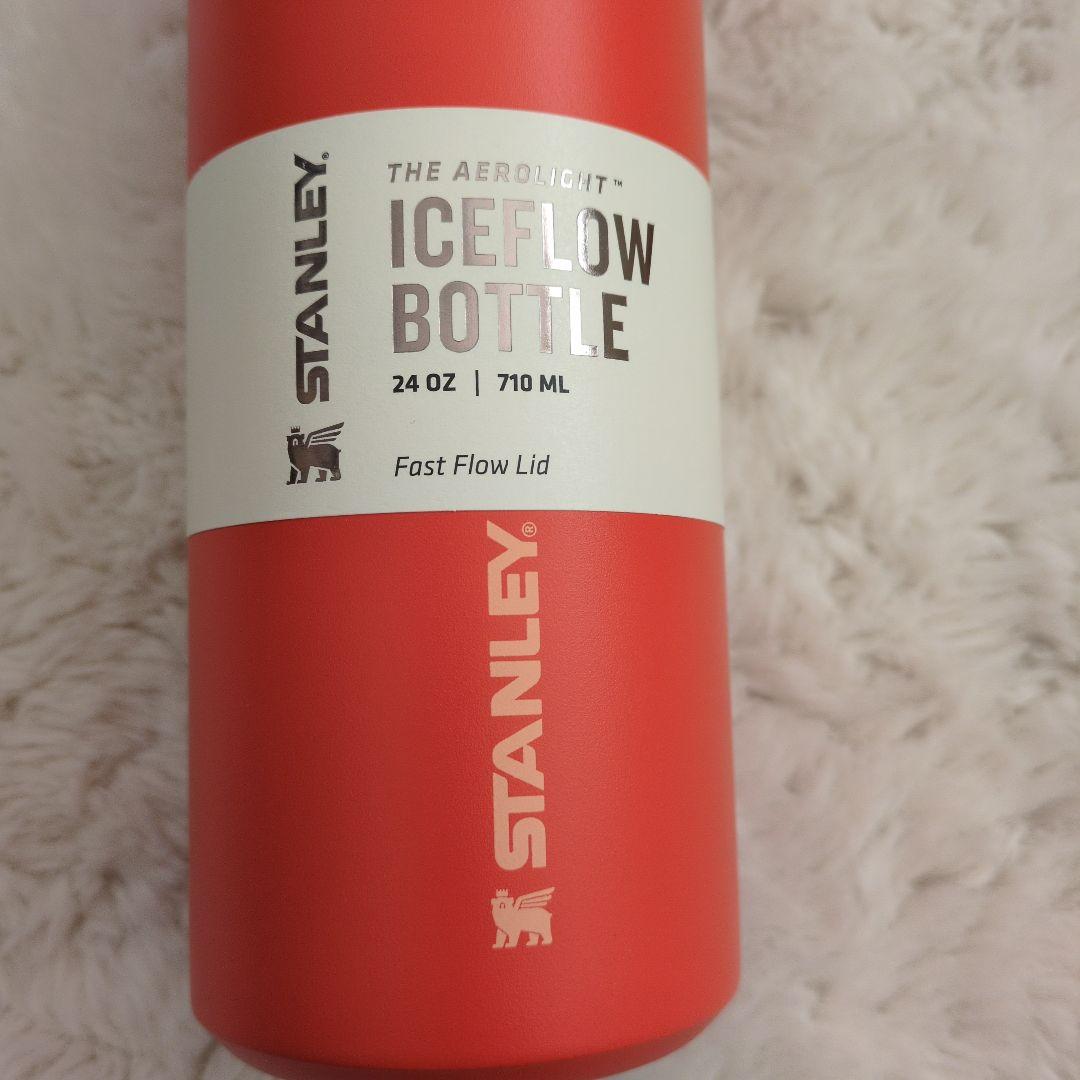 STANLEY®
THE AEROLIGHT™
ICEFLOW
BOTTLE
24 OZ | 710 ML
Fast Flow Lid
STANLEY®